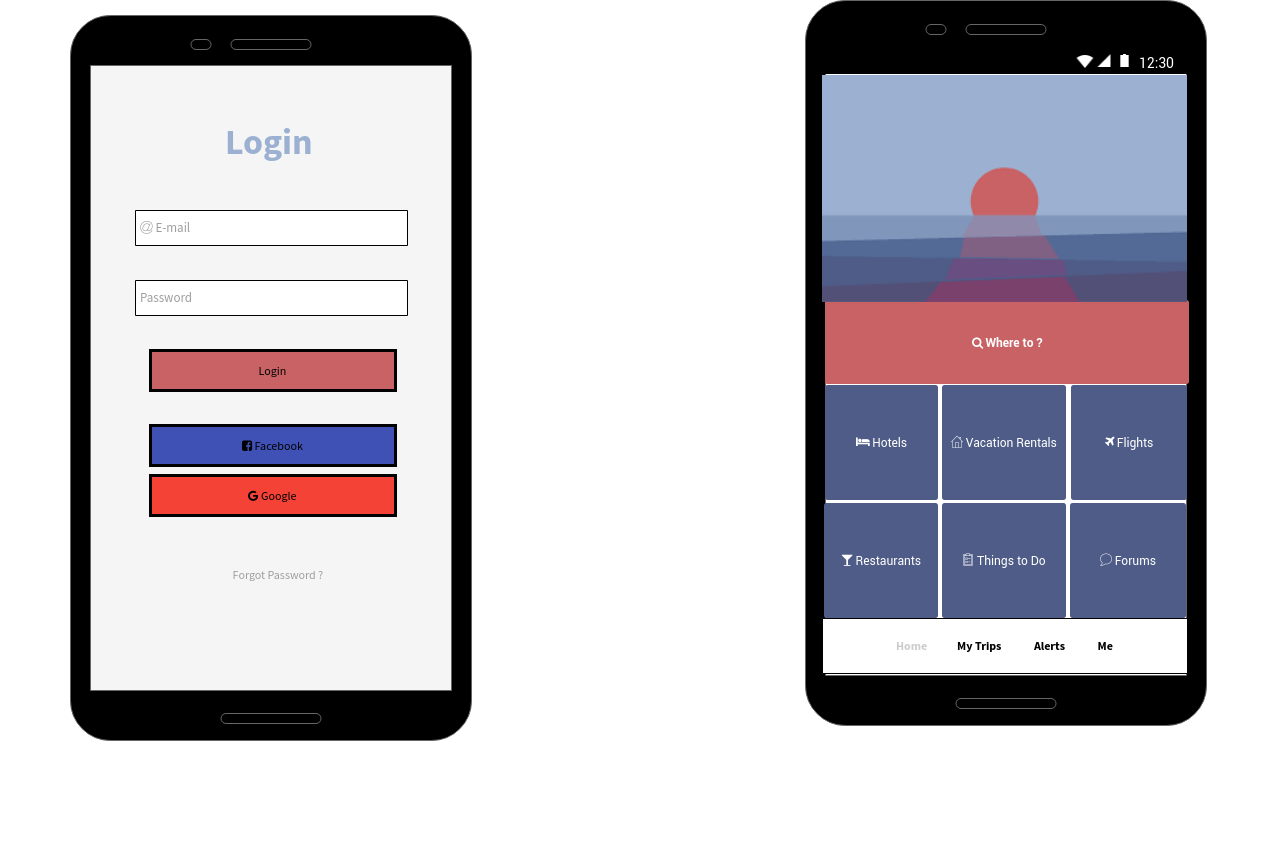 Login
E-mail
Password
Login
Facebook
Google
Forgot Password ?
12:30
Where to ?
Hotels
Vacation Rentals
Flights
Restaurants
Things to Do
Forums
Home My Trips Alerts Me